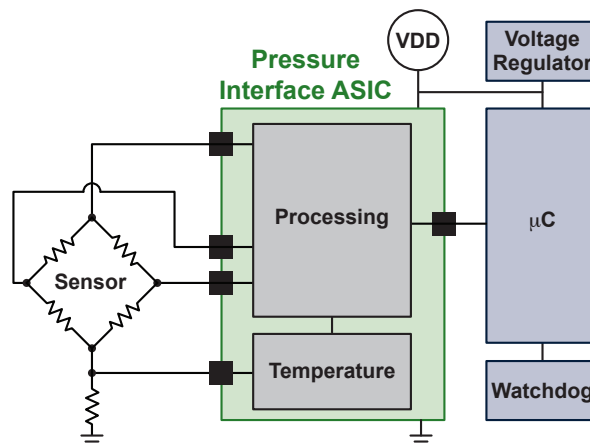 VDD
Voltage
Regulator
Pressure
Interface ASIC
Processing
μC
Sensor
Temperature
Watchdog